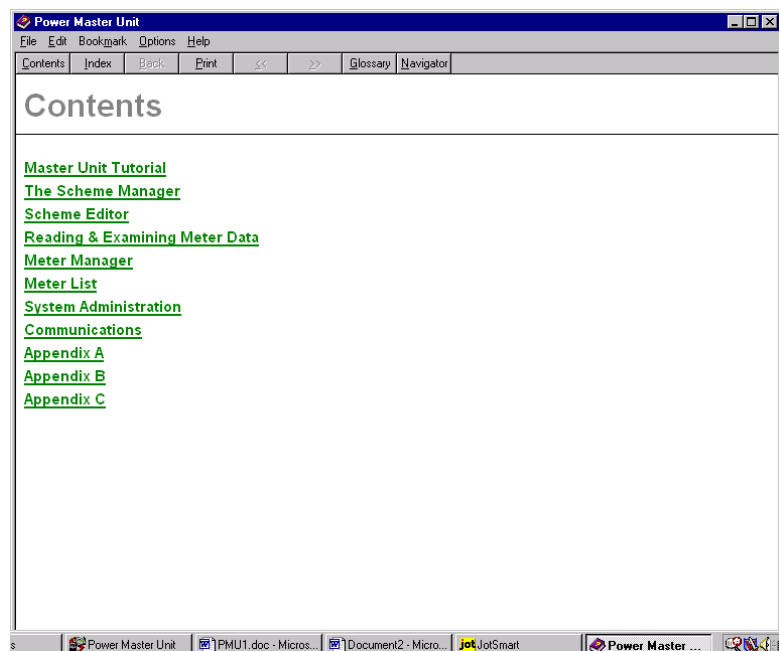 Power Master Unit
File Edit Bookmark Options Help
Contents Index Back Print << >> Glossary Navigator
Contents
Master Unit Tutorial
The Scheme Manager
Scheme Editor
Reading & Examining Meter Data
Meter Manager
Meter List
System Administration
Communications
Appendix A
Appendix B
Appendix C
s Power Master Unit PMU1.doc - Micros... Document2 - Micro... jot JotSmart Power Master ...